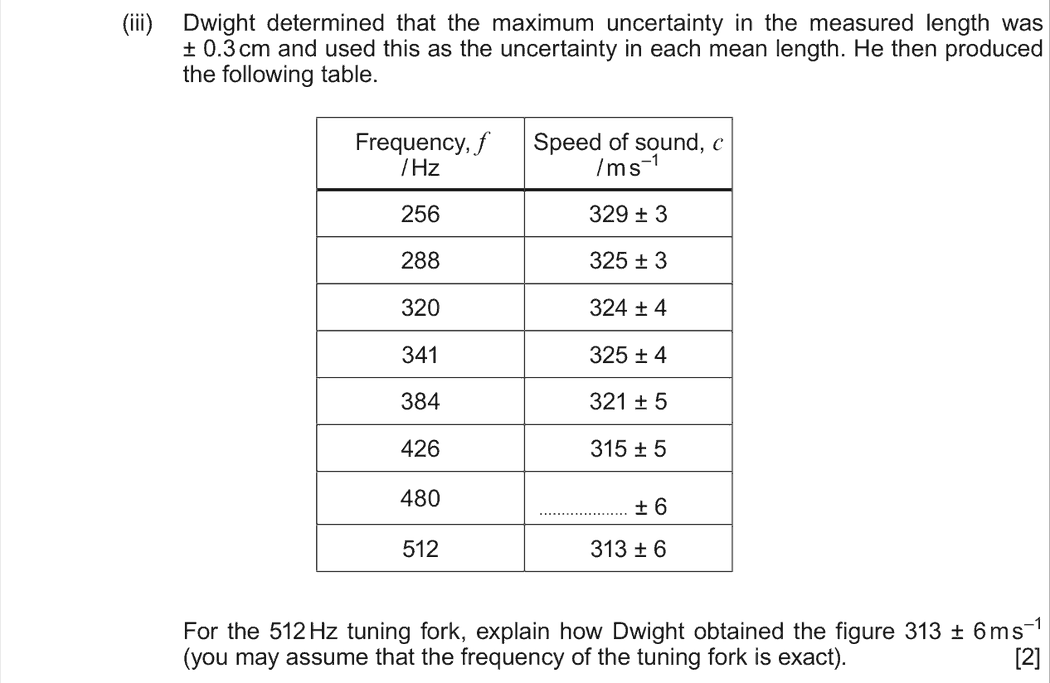 (iii) Dwight determined that the maximum uncertainty in the measured length was
± 0.3 cm and used this as the uncertainty in each mean length. He then produced
the following table.
Frequency, f
/Hz
Speed of sound, c
/ms⁻¹
256
329 ± 3
288
325 ± 3
320
324 ± 4
341
325 ± 4
384
321 ± 5
426
315 ± 5
480
.................... ± 6
512
313 ± 6
For the 512 Hz tuning fork, explain how Dwight obtained the figure 313 ± 6 ms⁻¹
(you may assume that the frequency of the tuning fork is exact). [2]